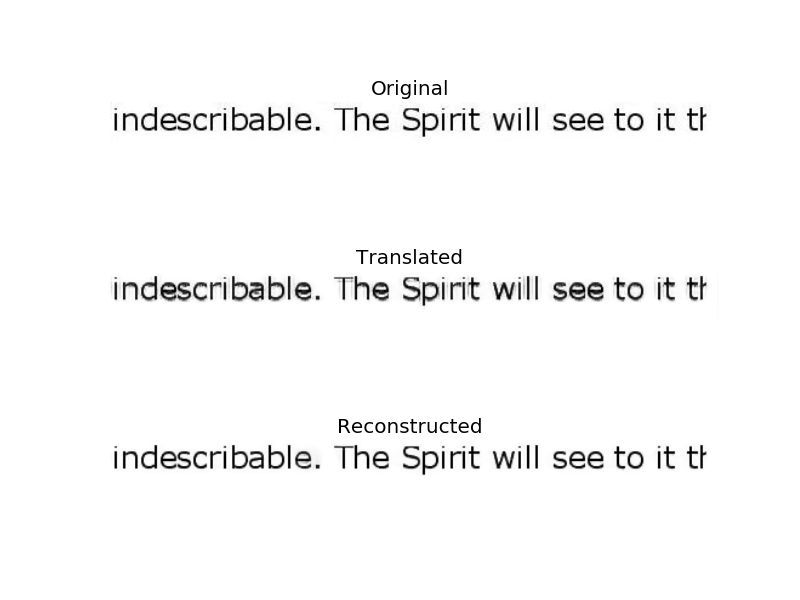 Original
indescribable. The Spirit will see to it th
Translated
indescribable. The Spirit will see to it th
Reconstructed
indescribable. The Spirit will see to it th